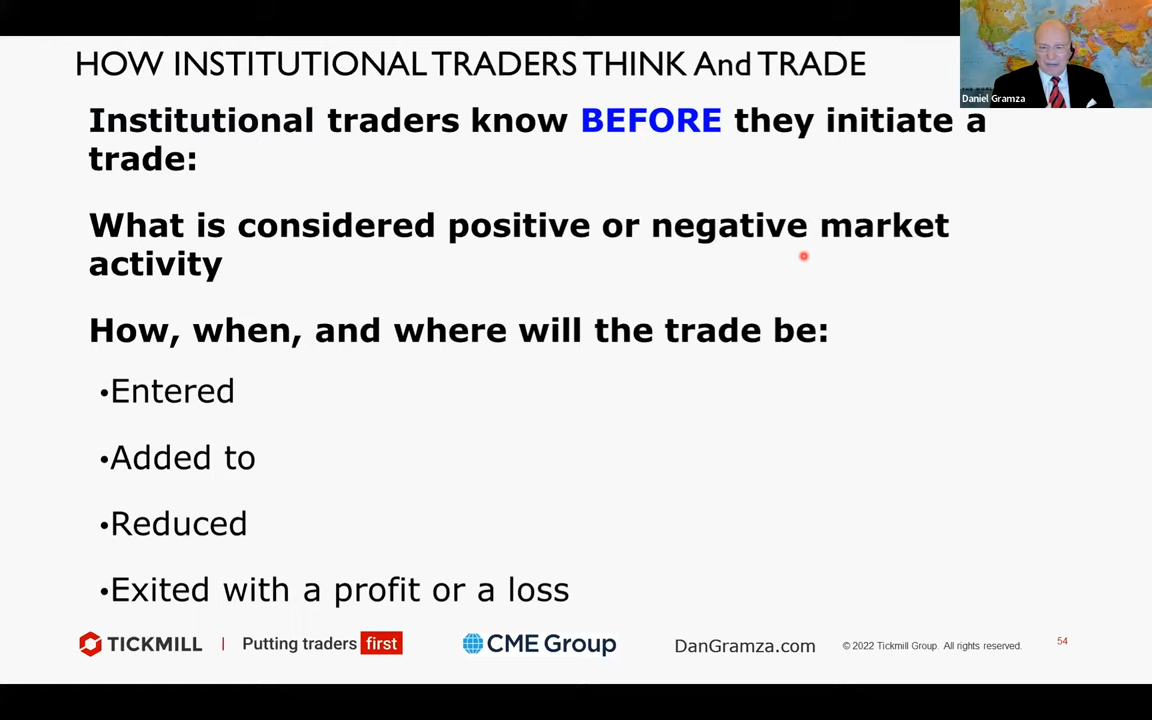 HOW INSTITUTIONAL TRADERS THINK And TRADE
Daniel Gramza
Institutional traders know BEFORE they initiate a
trade:
What is considered positive or negative market
activity
How, when, and where will the trade be:
•Entered
•Added to
•Reduced
•Exited with a profit or a loss
TICKMILL | Putting traders first CME Group DanGramza.com © 2022 Tickmill Group. All rights reserved. 54